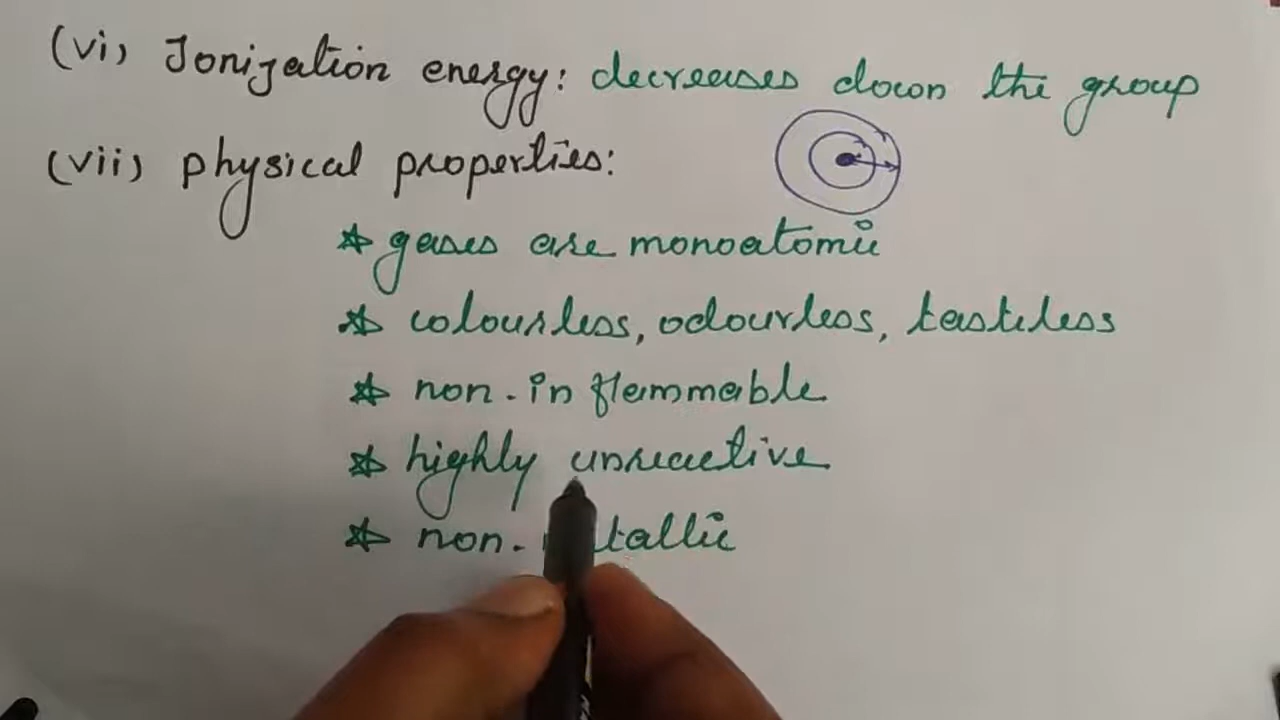 (vi) Ionization energy: decreases down the group
(vii) physical properties:
* gases are monoatomic
* colourless, odourless, tasteless
* non-inflammable
* highly unreactive
* non-